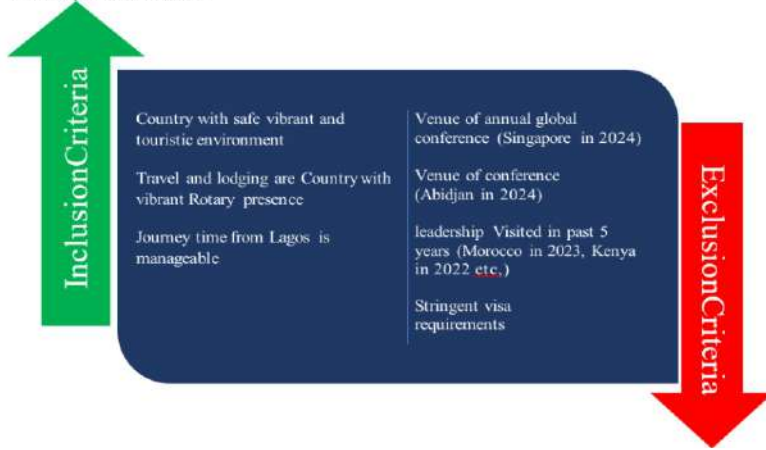 InclusionCriteria
Country with safe vibrant and
touristic environment
Travel and lodging are Country with
vibrant Rotary presence
Journey time from Lagos is
manageable
Venue of annual global
conference (Singapore in 2024)
Venue of conference
(Abidjan in 2024)
leadership Visited in past 5
years (Morocco in 2023, Kenya
in 2022 etc,)
Stringent visa
requirements
ExclusionCriteria